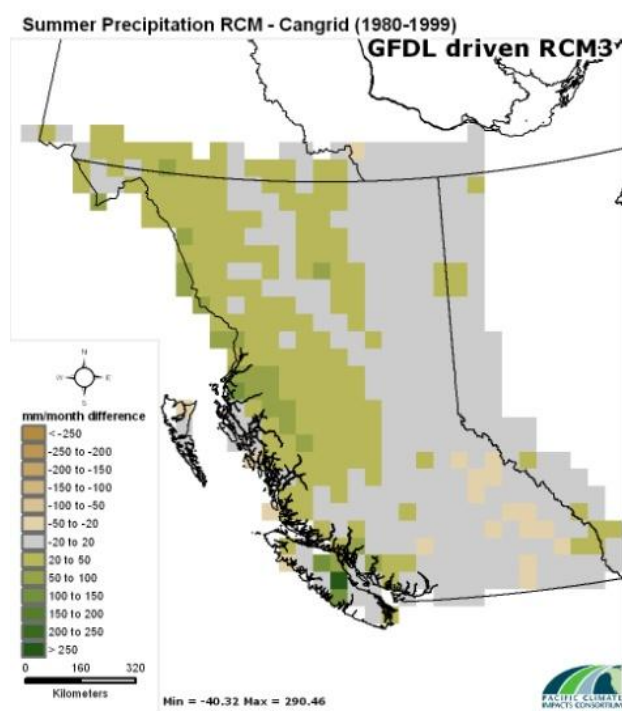 Summer Precipitation RCM - Cangrid (1980-1999)
GFDL driven RCM3
N
W E
S
mm/month difference
< -250
-250 to -200
-200 to -150
-150 to -100
-100 to -50
-50 to -20
-20 to 20
20 to 50
50 to 100
100 to 150
150 to 200
200 to 250
> 250
0 160 320
Kilometers
Min = -40.32 Max = 290.46
PACIFIC CLIMATE
IMPACTS CONSORTIUM